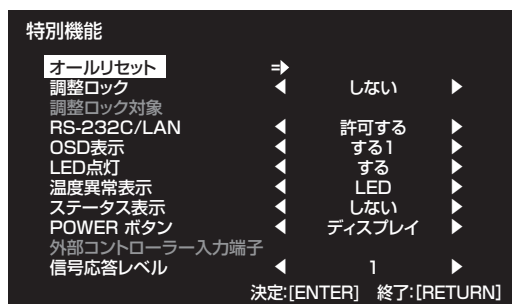 特別機能
オールリセット
調整ロック しない
調整ロック対象
RS-232C/LAN 許可する
OSD表示 する1
LED点灯 する
温度異常表示 LED
ステータス表示 しない
POWER ボタン ディスプレイ
外部コントローラー入力端子
信号応答レベル 1
決定:[ENTER] 終了:[RETURN]